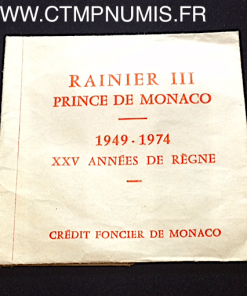 WWW.CTMPNUMIS.FR
RAINIER III
PRINCE DE MONACO
1949 - 1974
XXV ANNÉES DE RÈGNE
CRÉDIT FONCIER DE MONACO